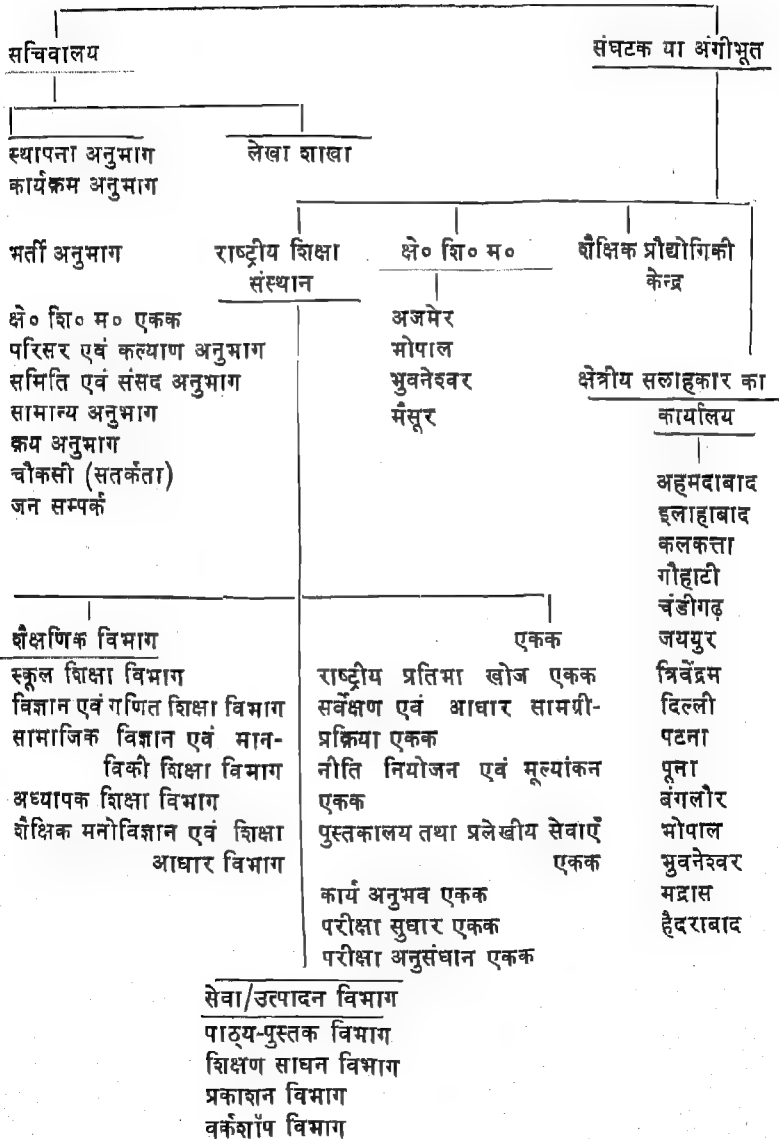 सचिवालय
संघटक या अंगीभूत
स्थापना अनुभाग
कार्यक्रम अनुभाग
लेखा शाखा
भर्ती अनुभाग
क्षे० शि० म० एकक
परिसर एवं कल्याण अनुभाग
समिति एवं संसद अनुभाग
सामान्य अनुभाग
क्रय अनुभाग
चौकसी (सतर्कता)
जन सम्पर्क
राष्ट्रीय शिक्षा
संस्थान
क्षे० शि० म०
अजमेर
भोपाल
भुवनेश्वर
मैसूर
शैक्षिक प्रौद्योगिकी
केन्द्र
क्षेत्रीय सलाहकार का
कार्यालय
अहमदाबाद
इलाहाबाद
कलकत्ता
गौहाटी
चंडीगढ़
जययुर
त्रिवेंद्रम
दिल्ली
पटना
पूना
बंगलौर
भोपाल
भुवनेश्वर
मद्रास
हैदराबाद
शैक्षणिक विभाग
स्कूल शिक्षा विभाग
विज्ञान एवं गणित शिक्षा विभाग
सामाजिक विज्ञान एवं मान-
विकी शिक्षा विभाग
अध्यापक शिक्षा विभाग
शैक्षिक मनोविज्ञान एवं शिक्षा
आधार विभाग
एकक
राष्ट्रीय प्रतिभा खोज एकक
सर्वेक्षण एवं आधार सामग्री-
प्रक्रिया एकक
नीति नियोजन एवं मूल्यांकन
एकक
पुस्तकालय तथा प्रलेखीय सेवाएँ
एकक
कार्य अनुभव एकक
परीक्षा सुधार एकक
परीक्षा अनुसंधान एकक
सेवा/उत्पादन विभाग
पाठ्य-पुस्तक विभाग
शिक्षण साधन विभाग
प्रकाशन विभाग
वर्कशॉप विभाग